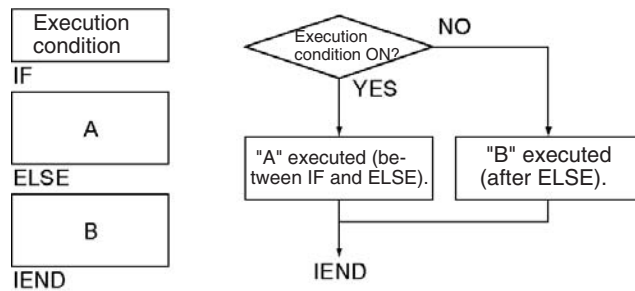 Execution
condition
IF
A
ELSE
B
IEND
Execution
condition ON?
NO
YES
"A" executed (be-
tween IF and ELSE).
"B" executed
(after ELSE).
IEND